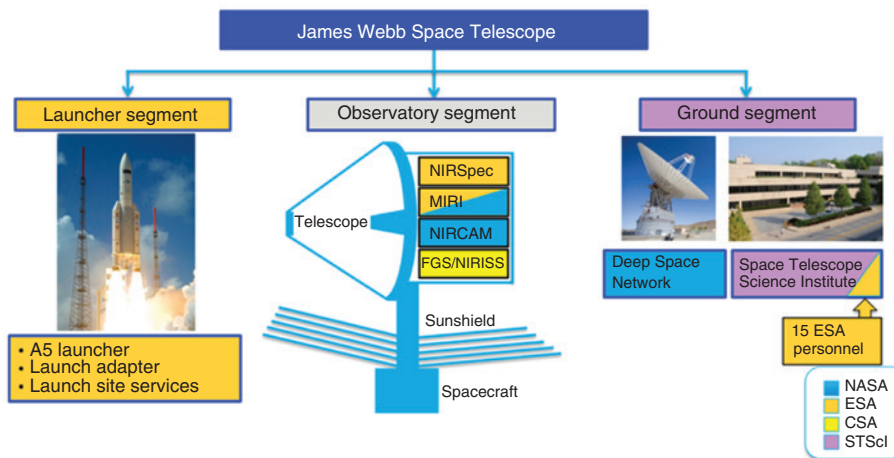 James Webb Space Telescope
Launcher segment
Observatory segment
Ground segment
• A5 launcher
• Launch adapter
• Launch site services
Telescope
NIRSpec
MIRI
NIRCAM
FGS/NIRISS
Sunshield
Spacecraft
Deep Space
Network
Space Telescope
Science Institute
15 ESA
personnel
NASA
ESA
CSA
STScI